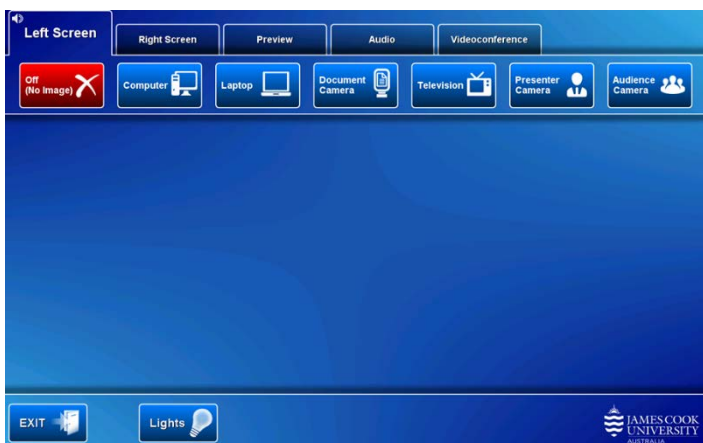 Left Screen
Right Screen
Preview
Audio
Videoconference
Off
(No Image)
Computer
Laptop
Document
Camera
Television
Presenter
Camera
Audience
Camera
EXIT
Lights
JAMES COOK
UNIVERSITY
AUSTRALIA